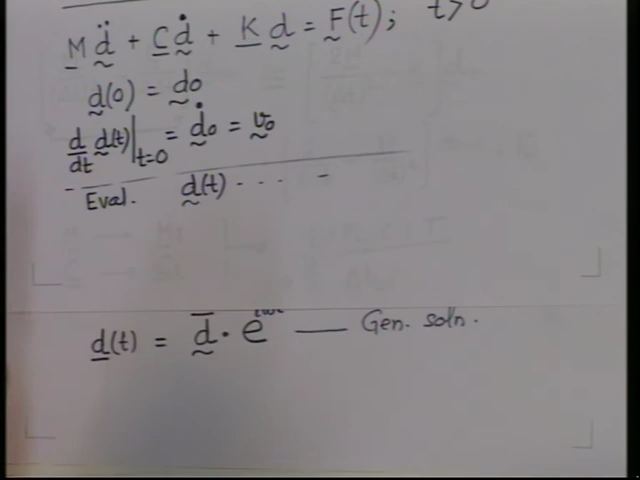 M d̈ + C ḋ + K d = F(t); t>0
d(0) = d0
d/dt d(t)|t=0 = ḋ0 = v0
Eval. d(t) - - - -
d(t) = d̄ · e^iωt — Gen. soln.